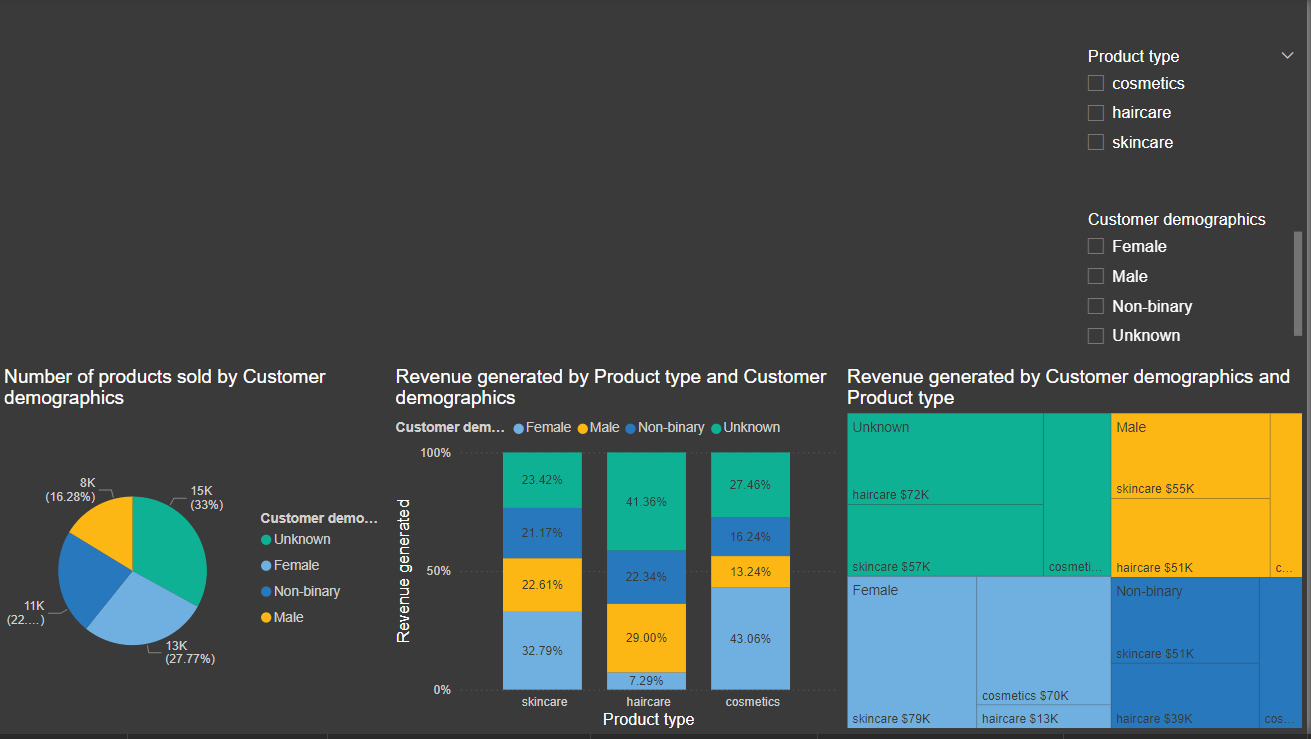 Product type
cosmetics
haircare
skincare
Customer demographics
Female
Male
Non-binary
Unknown
Number of products sold by Customer
demographics
8K
(16.28%)
15K
(33%)
11K
(22....)
13K
(27.77%)
Customer demo...
Unknown
Female
Non-binary
Male
Revenue generated by Product type and Customer
demographics
Customer dem... Female Male Non-binary Unknown
Revenue generated
100%
50%
0%
23.42%
21.17%
22.61%
32.79%
41.36%
22.34%
29.00%
7.29%
27.46%
16.24%
13.24%
43.06%
skincare haircare cosmetics
Product type
Revenue generated by Customer demographics and
Product type
Unknown
haircare $72K
skincare $57K
cosmeti...
Male
skincare $55K
haircare $51K
c...
Female
skincare $79K
cosmetics $70K
haircare $13K
Non-binary
skincare $51K
haircare $39K
cos...